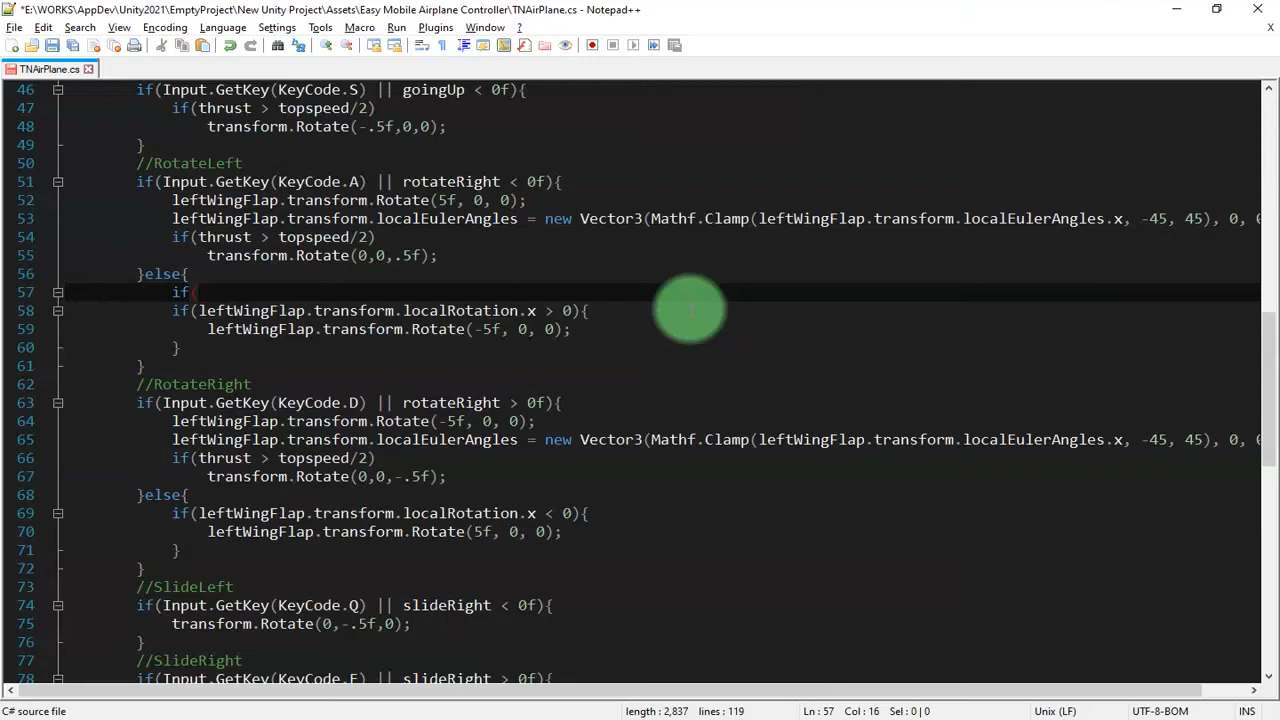 *E:\WORKS\AppDev\Unity2021\EmptyProject\New Unity Project\Assets\Easy Mobile Airplane Controller\TNAirPlane.cs - Notepad++
File Edit Search View Encoding Language Settings Tools Macro Run Plugins Window ? X
TNAirPlane.cs
46 if(Input.GetKey(KeyCode.S) || goingUp < 0f){
47 if(thrust > topspeed/2)
48 transform.Rotate(-.5f,0,0);
49 }
50 //RotateLeft
51 if(Input.GetKey(KeyCode.A) || rotateRight < 0f){
52 leftWingFlap.transform.Rotate(5f, 0, 0);
53 leftWingFlap.transform.localEulerAngles = new Vector3(Mathf.Clamp(leftWingFlap.transform.localEulerAngles.x, -45, 45), 0, 0
54 if(thrust > topspeed/2)
55 transform.Rotate(0,0,.5f);
56 }else{
57 if(
58 if(leftWingFlap.transform.localRotation.x > 0){
59 leftWingFlap.transform.Rotate(-5f, 0, 0);
60 }
61 }
62 //RotateRight
63 if(Input.GetKey(KeyCode.D) || rotateRight > 0f){
64 leftWingFlap.transform.Rotate(-5f, 0, 0);
65 leftWingFlap.transform.localEulerAngles = new Vector3(Mathf.Clamp(leftWingFlap.transform.localEulerAngles.x, -45, 45), 0, 0
66 if(thrust > topspeed/2)
67 transform.Rotate(0,0,-.5f);
68 }else{
69 if(leftWingFlap.transform.localRotation.x < 0){
70 leftWingFlap.transform.Rotate(5f, 0, 0);
71 }
72 }
73 //SlideLeft
74 if(Input.GetKey(KeyCode.Q) || slideRight < 0f){
75 transform.Rotate(0,-.5f,0);
76 }
77 //SlideRight
78 if(Input.GetKey(KeyCode.E) || slideRight > 0f){
C# source file length : 2,837 lines : 119 Ln : 57 Col : 16 Sel : 0 | 0 Unix (LF) UTF-8-BOM INS